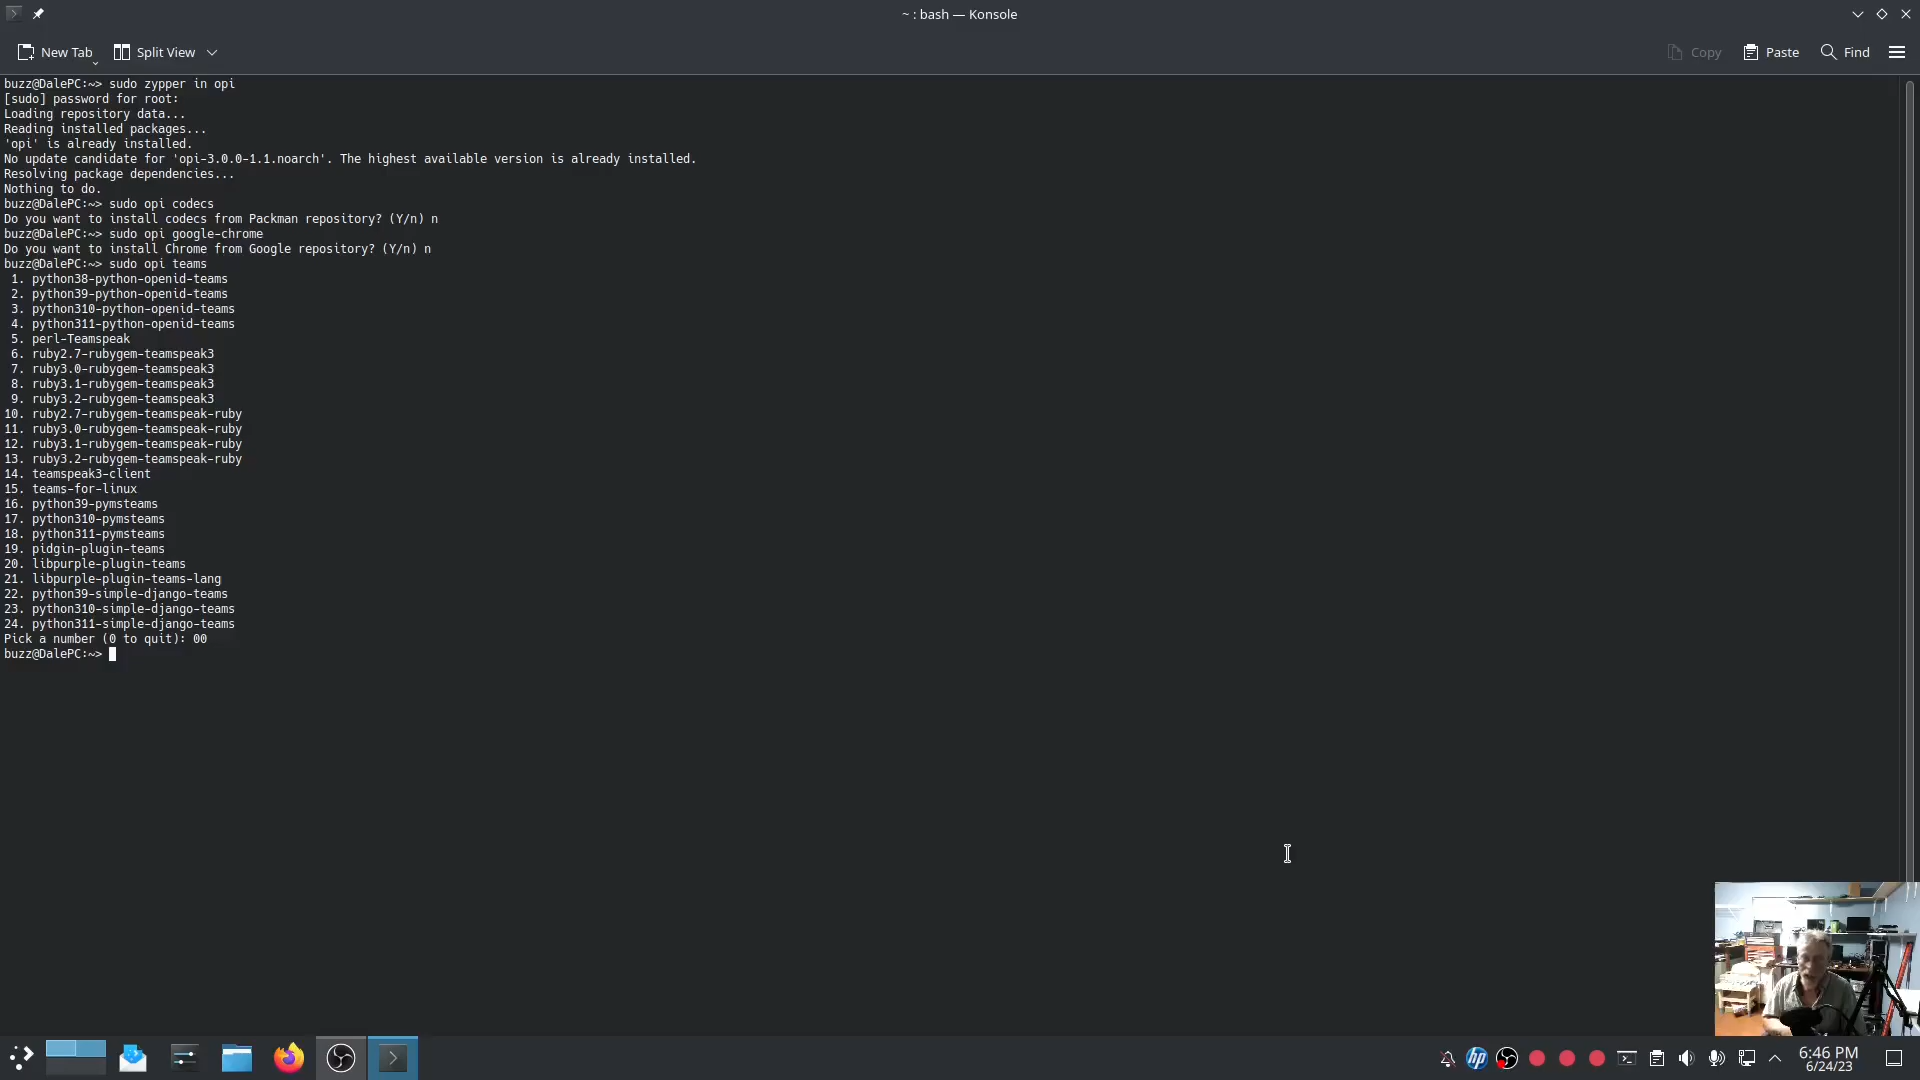 ~ : bash — Konsole
New Tab
Split View
Copy
Paste
Find
buzz@DalePC:~> sudo zypper in opi
[sudo] password for root:
Loading repository data...
Reading installed packages...
'opi' is already installed.
No update candidate for 'opi-3.0.0-1.1.noarch'. The highest available version is already installed.
Resolving package dependencies...
Nothing to do.
buzz@DalePC:~> sudo opi codecs
Do you want to install codecs from Packman repository? (Y/n) n
buzz@DalePC:~> sudo opi google-chrome
Do you want to install Chrome from Google repository? (Y/n) n
buzz@DalePC:~> sudo opi teams
1. python38-python-openid-teams
2. python39-python-openid-teams
3. python310-python-openid-teams
4. python311-python-openid-teams
5. perl-Teamspeak
6. ruby2.7-rubygem-teamspeak3
7. ruby3.0-rubygem-teamspeak3
8. ruby3.1-rubygem-teamspeak3
9. ruby3.2-rubygem-teamspeak3
10. ruby2.7-rubygem-teamspeak-ruby
11. ruby3.0-rubygem-teamspeak-ruby
12. ruby3.1-rubygem-teamspeak-ruby
13. ruby3.2-rubygem-teamspeak-ruby
14. teamspeak3-client
15. teams-for-linux
16. python39-pymsteams
17. python310-pymsteams
18. python311-pymsteams
19. pidgin-plugin-teams
20. libpurple-plugin-teams
21. libpurple-plugin-teams-lang
22. python39-simple-django-teams
23. python310-simple-django-teams
24. python311-simple-django-teams
Pick a number (0 to quit): 00
buzz@DalePC:~>
hp
6:46 PM
6/24/23